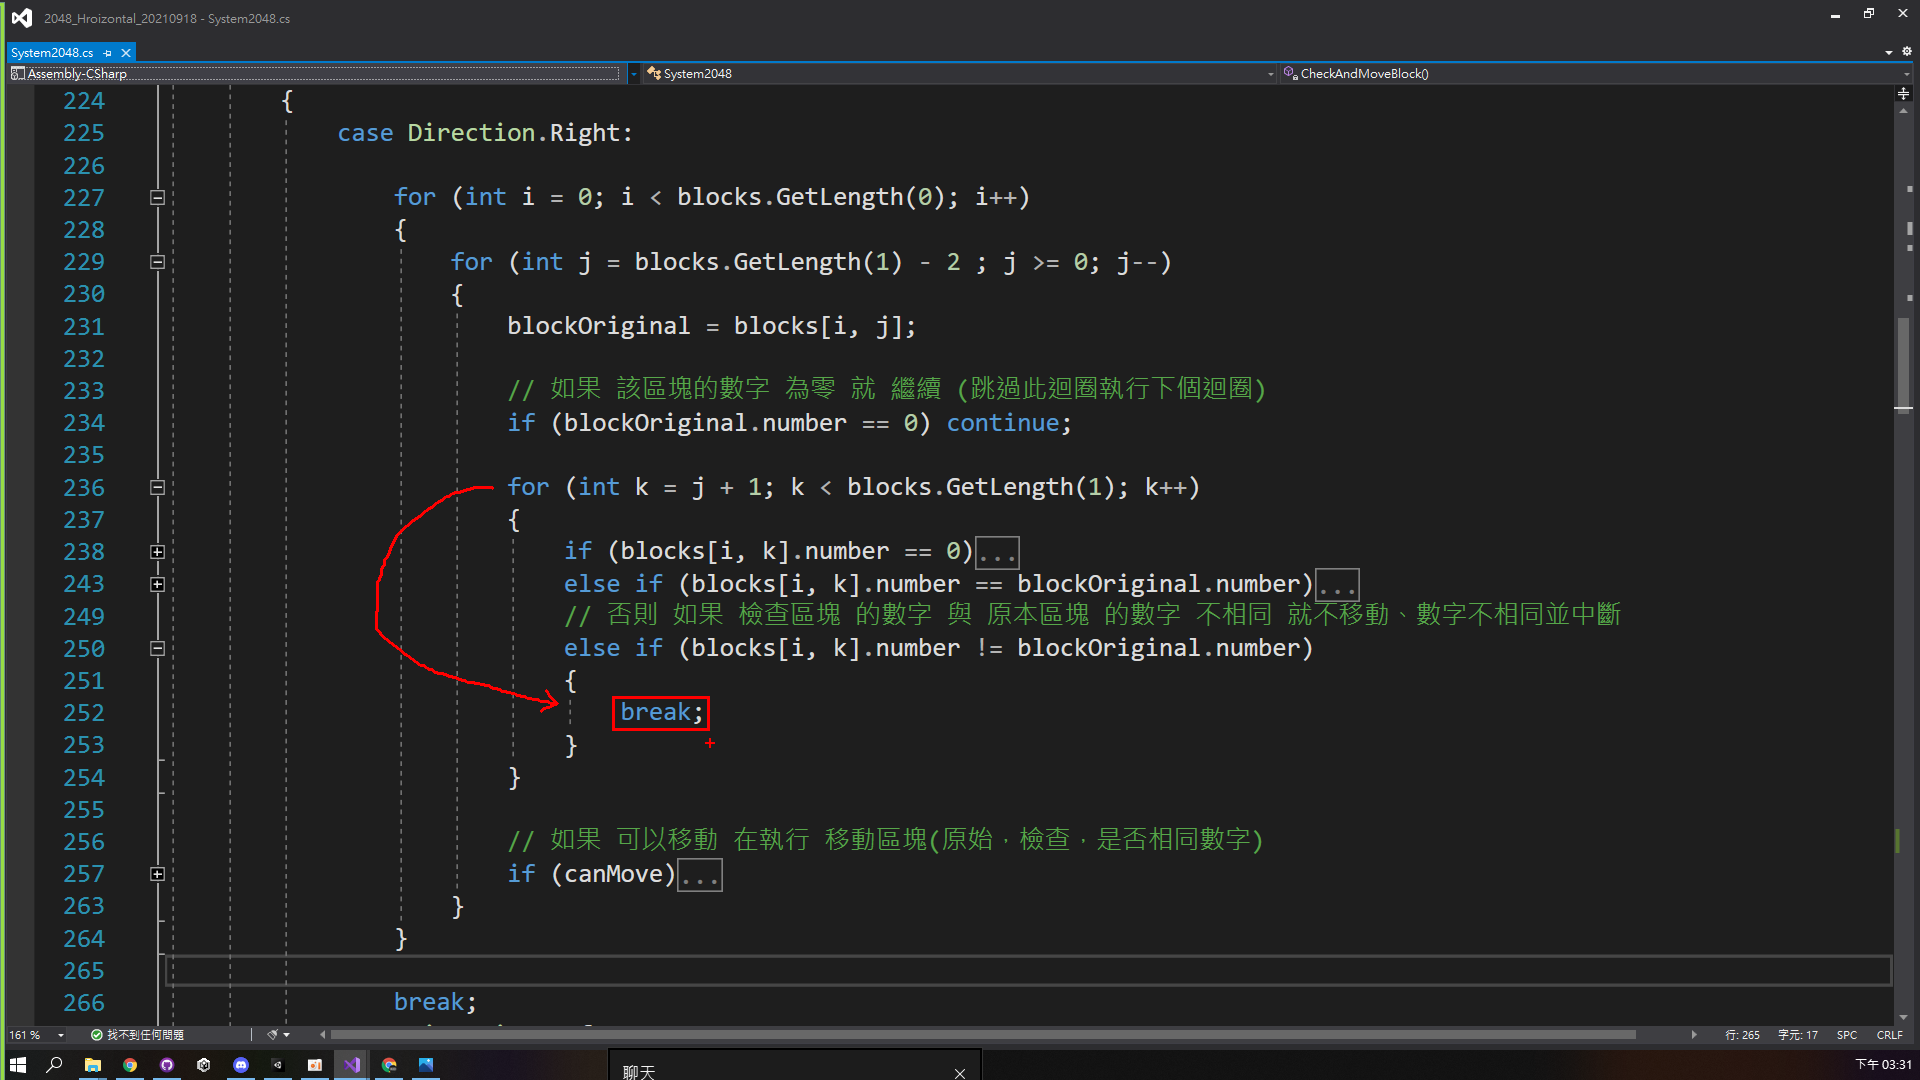 2048_Hroizontal_20210918 - System2048.cs
System2048.cs
Assembly-CSharp
System2048
CheckAndMoveBlock()
224 {
225 case Direction.Right:
226
227 for (int i = 0; i < blocks.GetLength(0); i++)
228 {
229 for (int j = blocks.GetLength(1) - 2 ; j >= 0; j--)
230 {
231 blockOriginal = blocks[i, j];
232
233 // 如果 該區塊的數字 為零 就 繼續 (跳過此迴圈執行下個迴圈)
234 if (blockOriginal.number == 0) continue;
235
236 for (int k = j + 1; k < blocks.GetLength(1); k++)
237 {
238 if (blocks[i, k].number == 0)...
243 else if (blocks[i, k].number == blockOriginal.number)...
249 // 否則 如果 檢查區塊 的數字 與 原本區塊 的數字 不相同 就不移動、數字不相同並中斷
250 else if (blocks[i, k].number != blockOriginal.number)
251 {
252 break;
253 }
254 }
255
256 // 如果 可以移動 在執行 移動區塊(原始，檢查，是否相同數字)
257 if (canMove)...
263 }
264 }
265
266 break;
161 %
找不到任何問題
行: 265
字元: 17
SPC
CRLF
聊天
下午 03:31